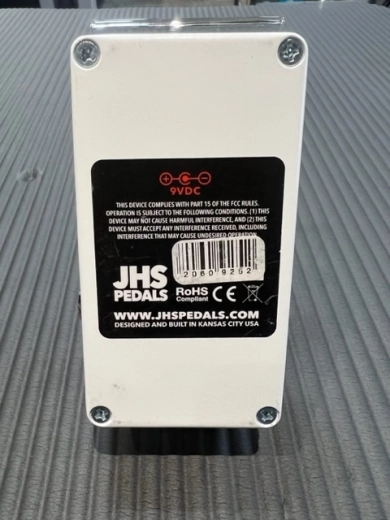 9VDC
THIS DEVICE COMPLIES WITH PART 15 OF THE FCC RULES.
OPERATION IS SUBJECT TO THE FOLLOWING CONDITIONS. (1) THIS
DEVICE MAY NOT CAUSE HARMFUL INTERFERENCE, AND (2) THIS
DEVICE MUST ACCEPT ANY INTERFERENCE RECEIVED, INCLUDING
INTERFERENCE THAT MAY CAUSE UNDESIRED OPERATION.
20609252
JHS
PEDALS
RoHS
Compliant
CE
WWW.JHSPEDALS.COM
DESIGNED AND BUILT IN KANSAS CITY USA